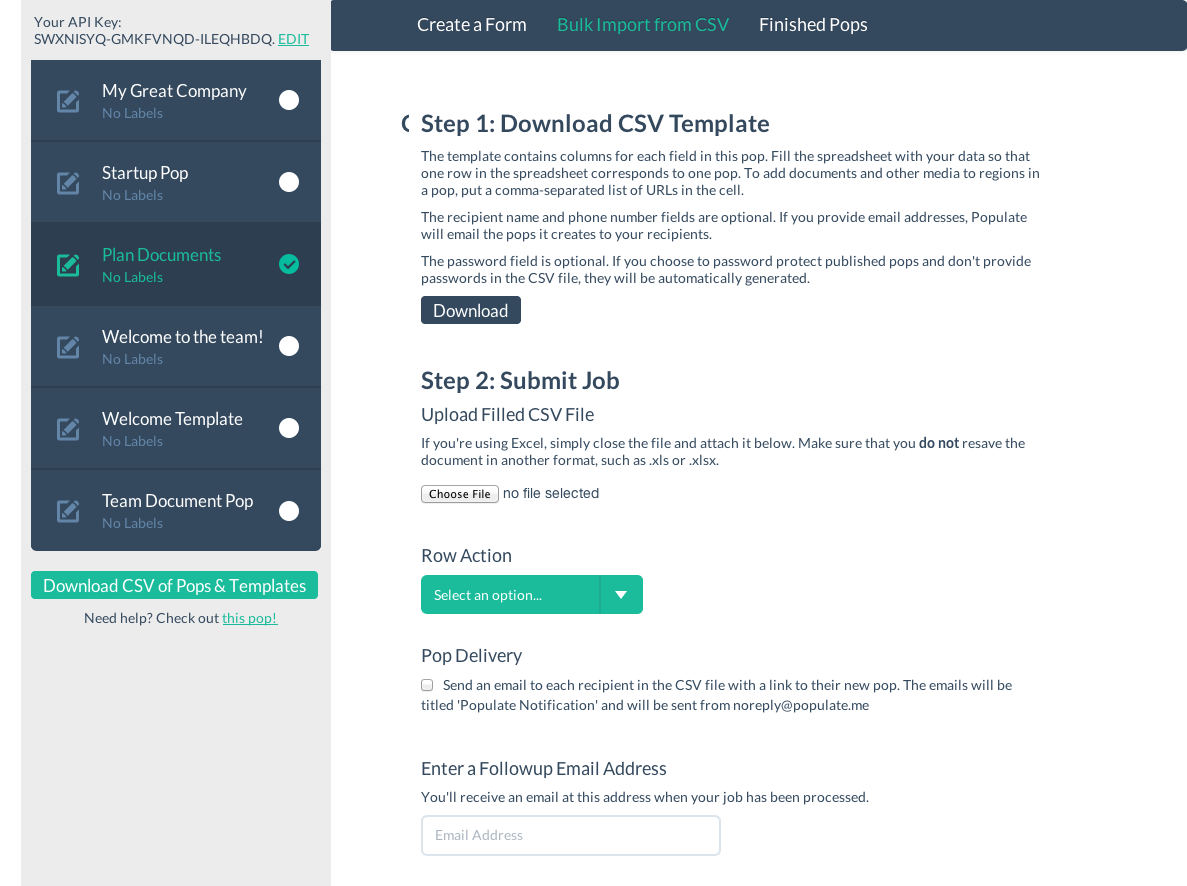 Your API Key:
SWXNISYQ-GMKFVNQD-ILEQHBDQ. EDIT
My Great Company
No Labels
Startup Pop
No Labels
Plan Documents
No Labels
Welcome to the team!
No Labels
Welcome Template
No Labels
Team Document Pop
No Labels
Download CSV of Pops & Templates
Need help? Check out this pop!
Create a Form
Bulk Import from CSV
Finished Pops
Step 1: Download CSV Template
The template contains columns for each field in this pop. Fill the spreadsheet with your data so that
one row in the spreadsheet corresponds to one pop. To add documents and other media to regions in
a pop, put a comma-separated list of URLs in the cell.
The recipient name and phone number fields are optional. If you provide email addresses, Populate
will email the pops it creates to your recipients.
The password field is optional. If you choose to password protect published pops and don't provide
passwords in the CSV file, they will be automatically generated.
Download
Step 2: Submit Job
Upload Filled CSV File
If you're using Excel, simply close the file and attach it below. Make sure that you do not resave the
document in another format, such as .xls or .xlsx.
Choose File no file selected
Row Action
Select an option...
Pop Delivery
Send an email to each recipient in the CSV file with a link to their new pop. The emails will be
titled 'Populate Notification' and will be sent from noreply@populate.me
Enter a Followup Email Address
You'll receive an email at this address when your job has been processed.
Email Address